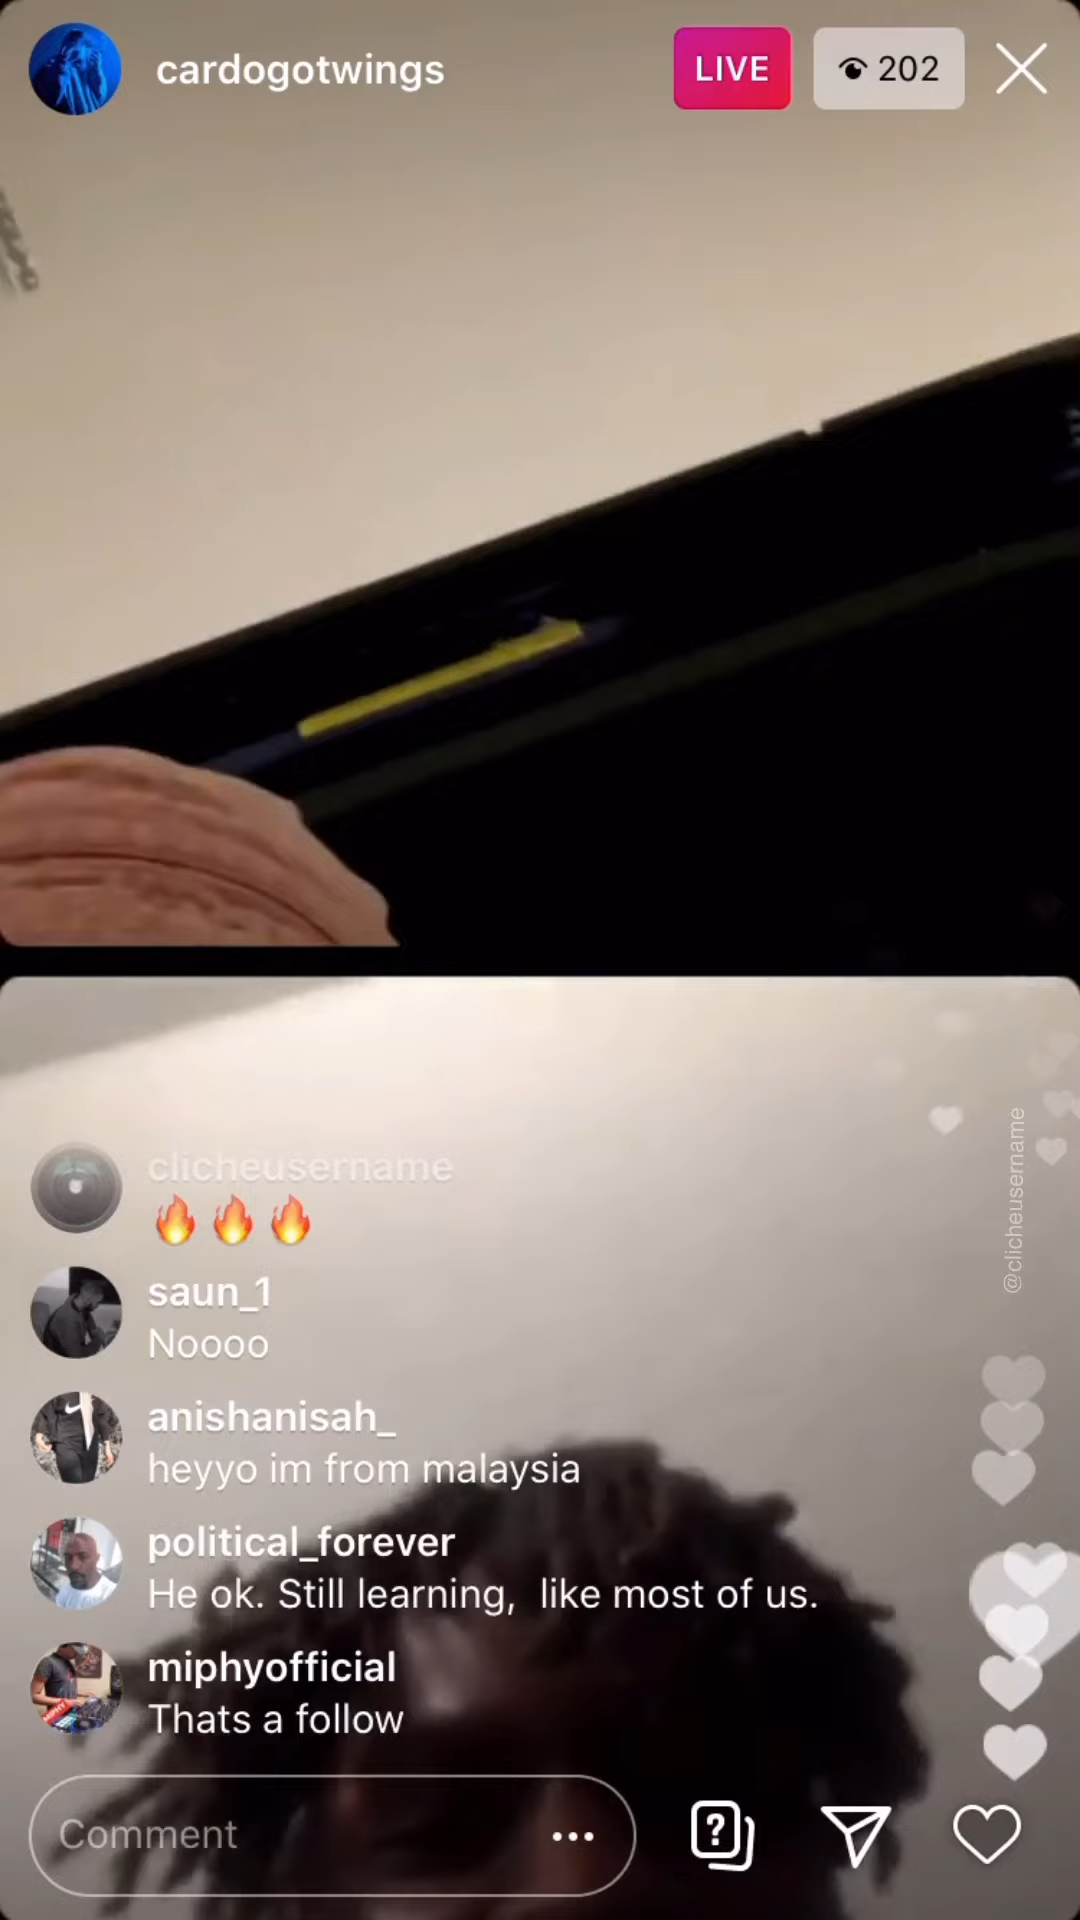 cardogotwings
LIVE
202
clicheusername
🔥🔥🔥
saun_1
Noooo
anishanisah_
heyyo im from malaysia
political_forever
He ok. Still learning,  like most of us.
miphyofficial
Thats a follow
@clicheusername
Comment